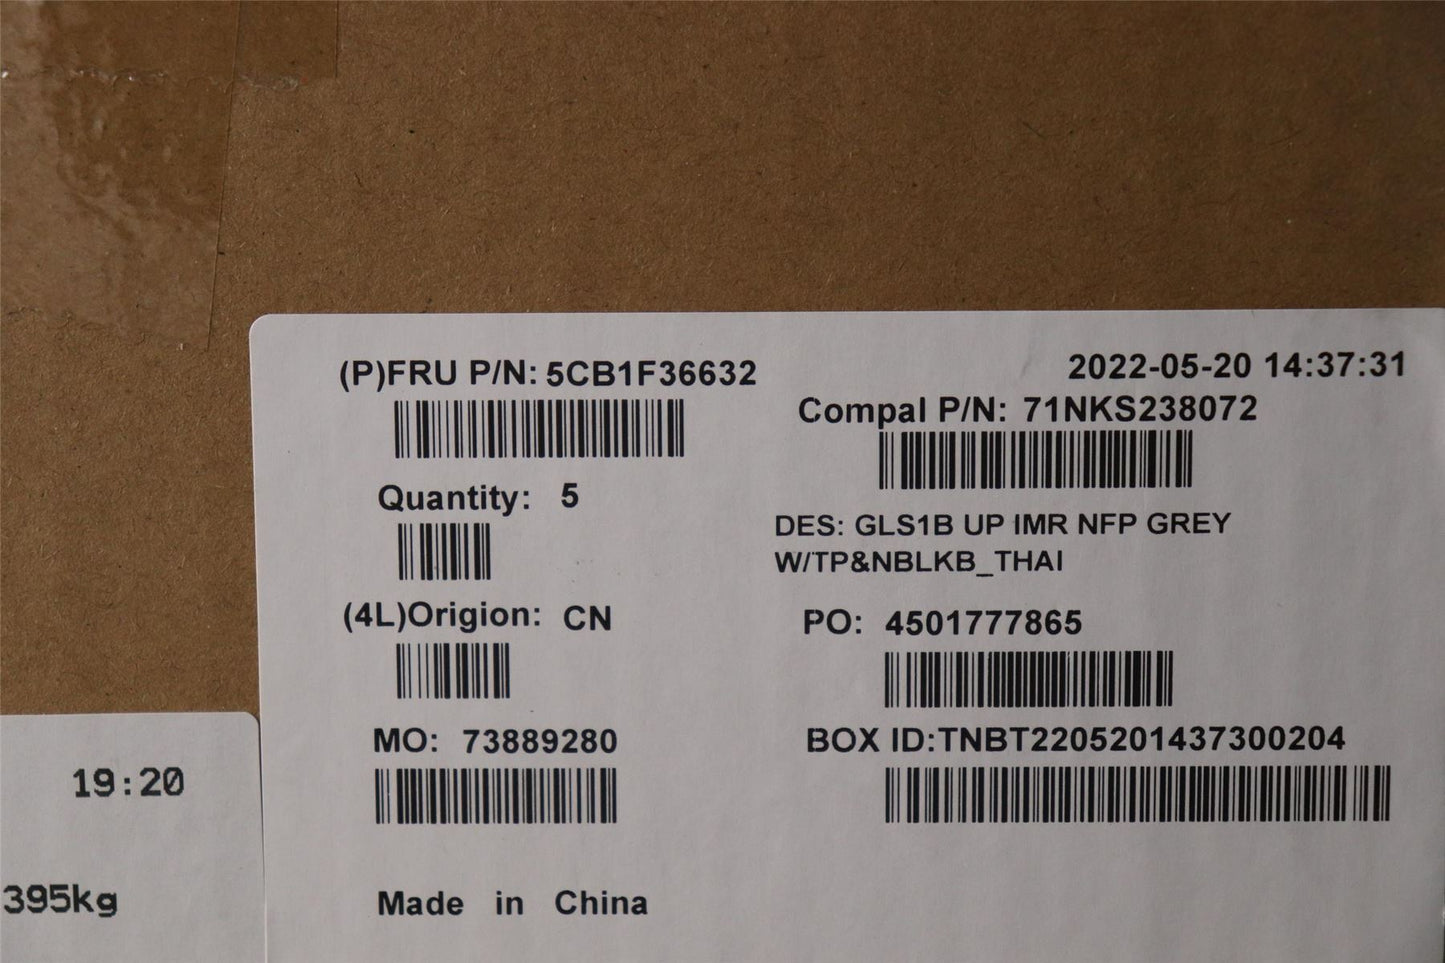 (P)FRU P/N: 5CB1F36632
2022-05-20 14:37:31
Compal P/N: 71NKS238072
Quantity: 5
DES: GLS1B UP IMR NFP GREY
W/TP&NBLKB_THAI
(4L)Origion: CN
PO: 4501777865
MO: 73889280
BOX ID:TNBT2205201437300204
Made in China
19:20
395kg